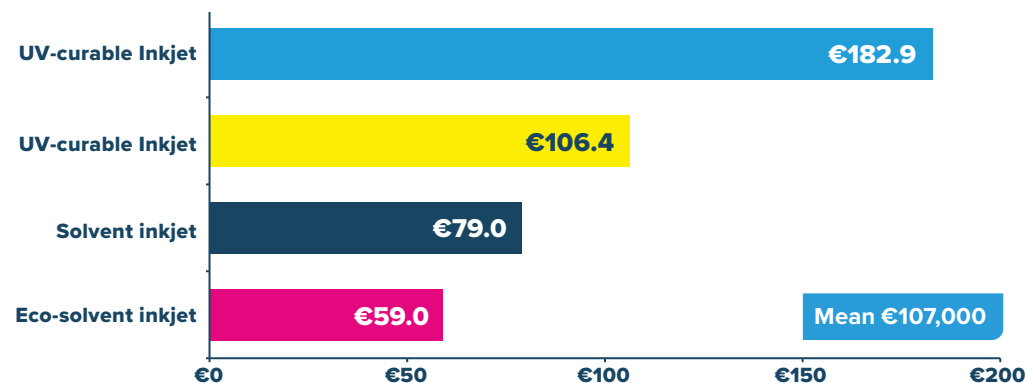 UV-curable Inkjet €182.9
UV-curable Inkjet €106.4
Solvent inkjet €79.0
Eco-solvent inkjet €59.0
Mean €107,000
€0 €50 €100 €150 €200